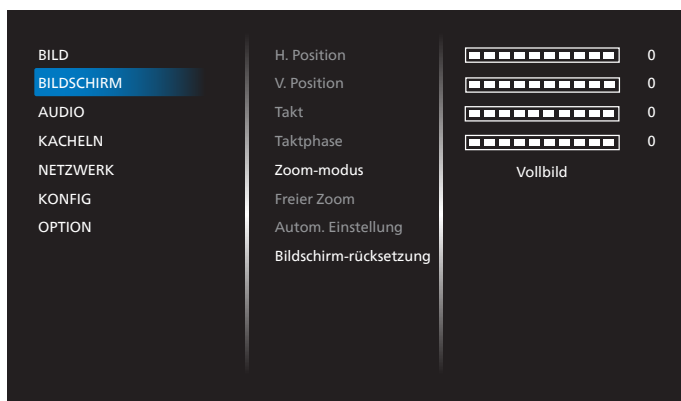 BILD
BILDSCHIRM
AUDIO
KACHELN
NETZWERK
KONFIG
OPTION
H. Position 0
V. Position 0
Takt 0
Taktphase 0
Zoom-modus Vollbild
Freier Zoom
Autom. Einstellung
Bildschirm-rücksetzung